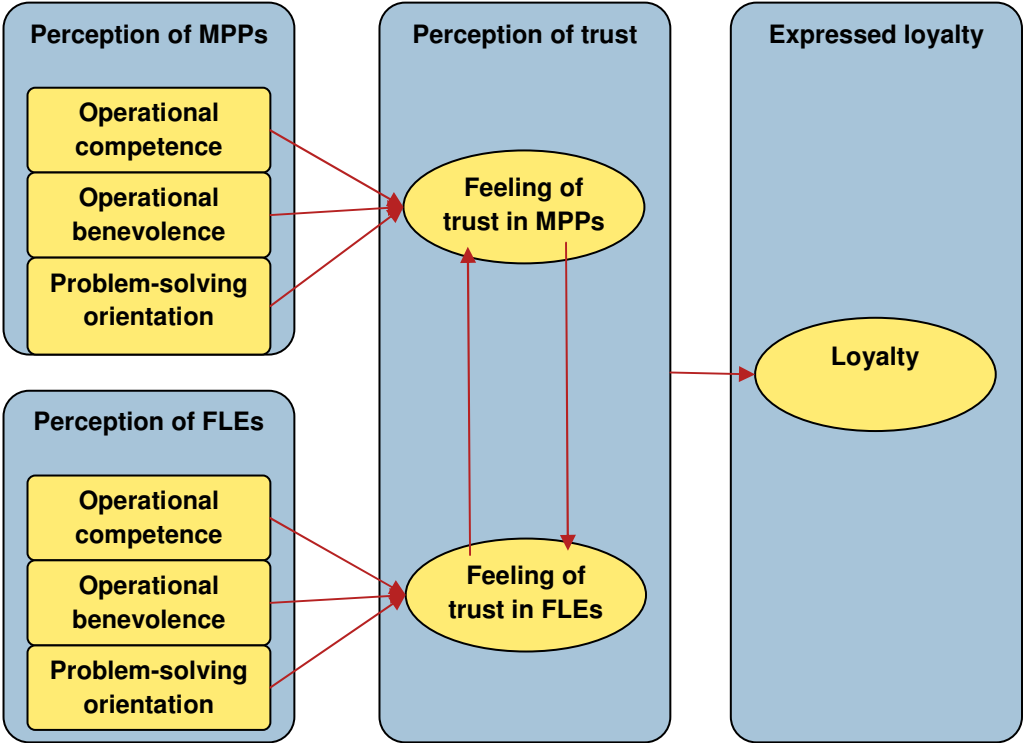 Perception of MPPs
Operational
competence
Operational
benevolence
Problem-solving
orientation
Perception of FLEs
Operational
competence
Operational
benevolence
Problem-solving
orientation
Perception of trust
Feeling of
trust in MPPs
Feeling of
trust in FLEs
Expressed loyalty
Loyalty